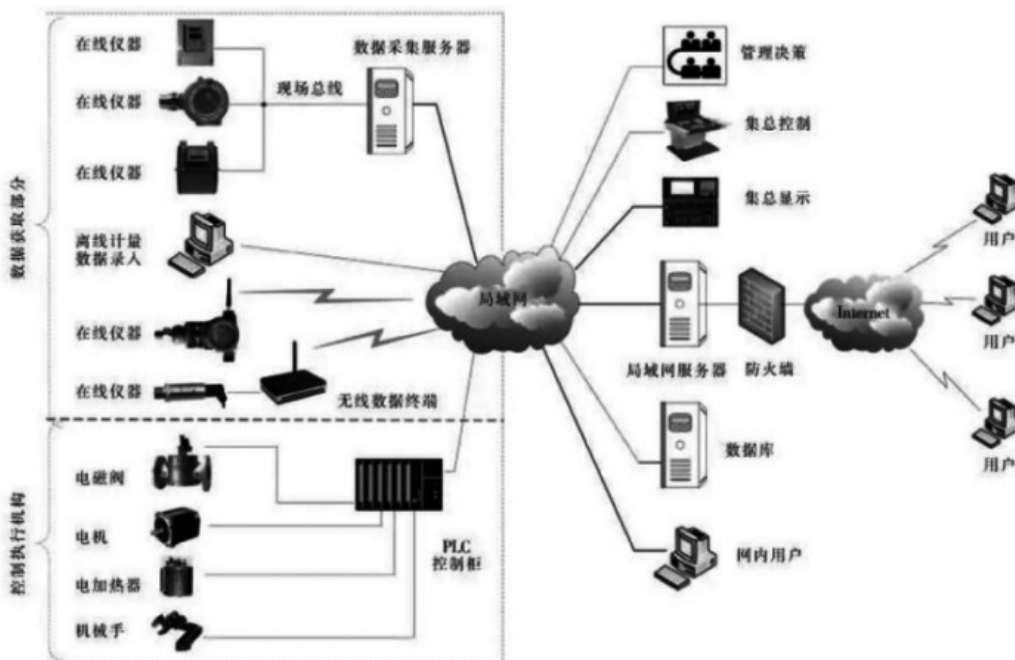 数据获取部分
在线仪器
在线仪器
在线仪器
现场总线
数据采集服务器
离线计量
数据录入
在线仪器
在线仪器
无线数据终端
控制执行机构
电磁阀
电机
电加热器
机械手
PLC
控制柜
局域网
管理决策
集总控制
集总显示
局域网服务器
防火墙
Internet
数据库
网内用户
用户
用户
用户